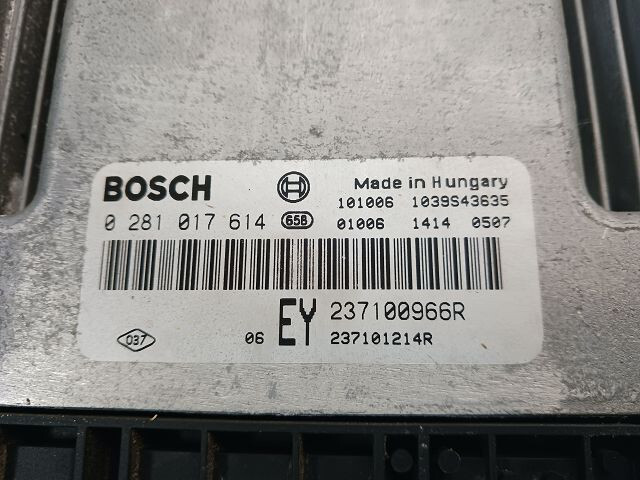 BOSCH
Made in Hungary
101006 1039S43635
0 281 017 614 658
01006 1414 0507
EY 237100966R
037 06 237101214R